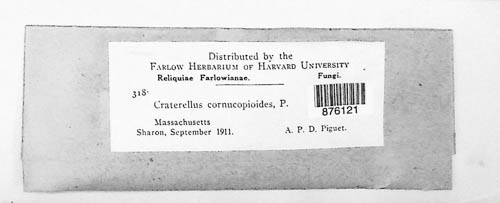 Distributed by the
FARLOW HERBARIUM OF HARVARD UNIVERSITY
Reliquiae Farlowianae. Fungi.
318.
Craterellus cornucopioides, P.
876121
Massachusetts
Sharon, September 1911. A. P. D. Piguet.